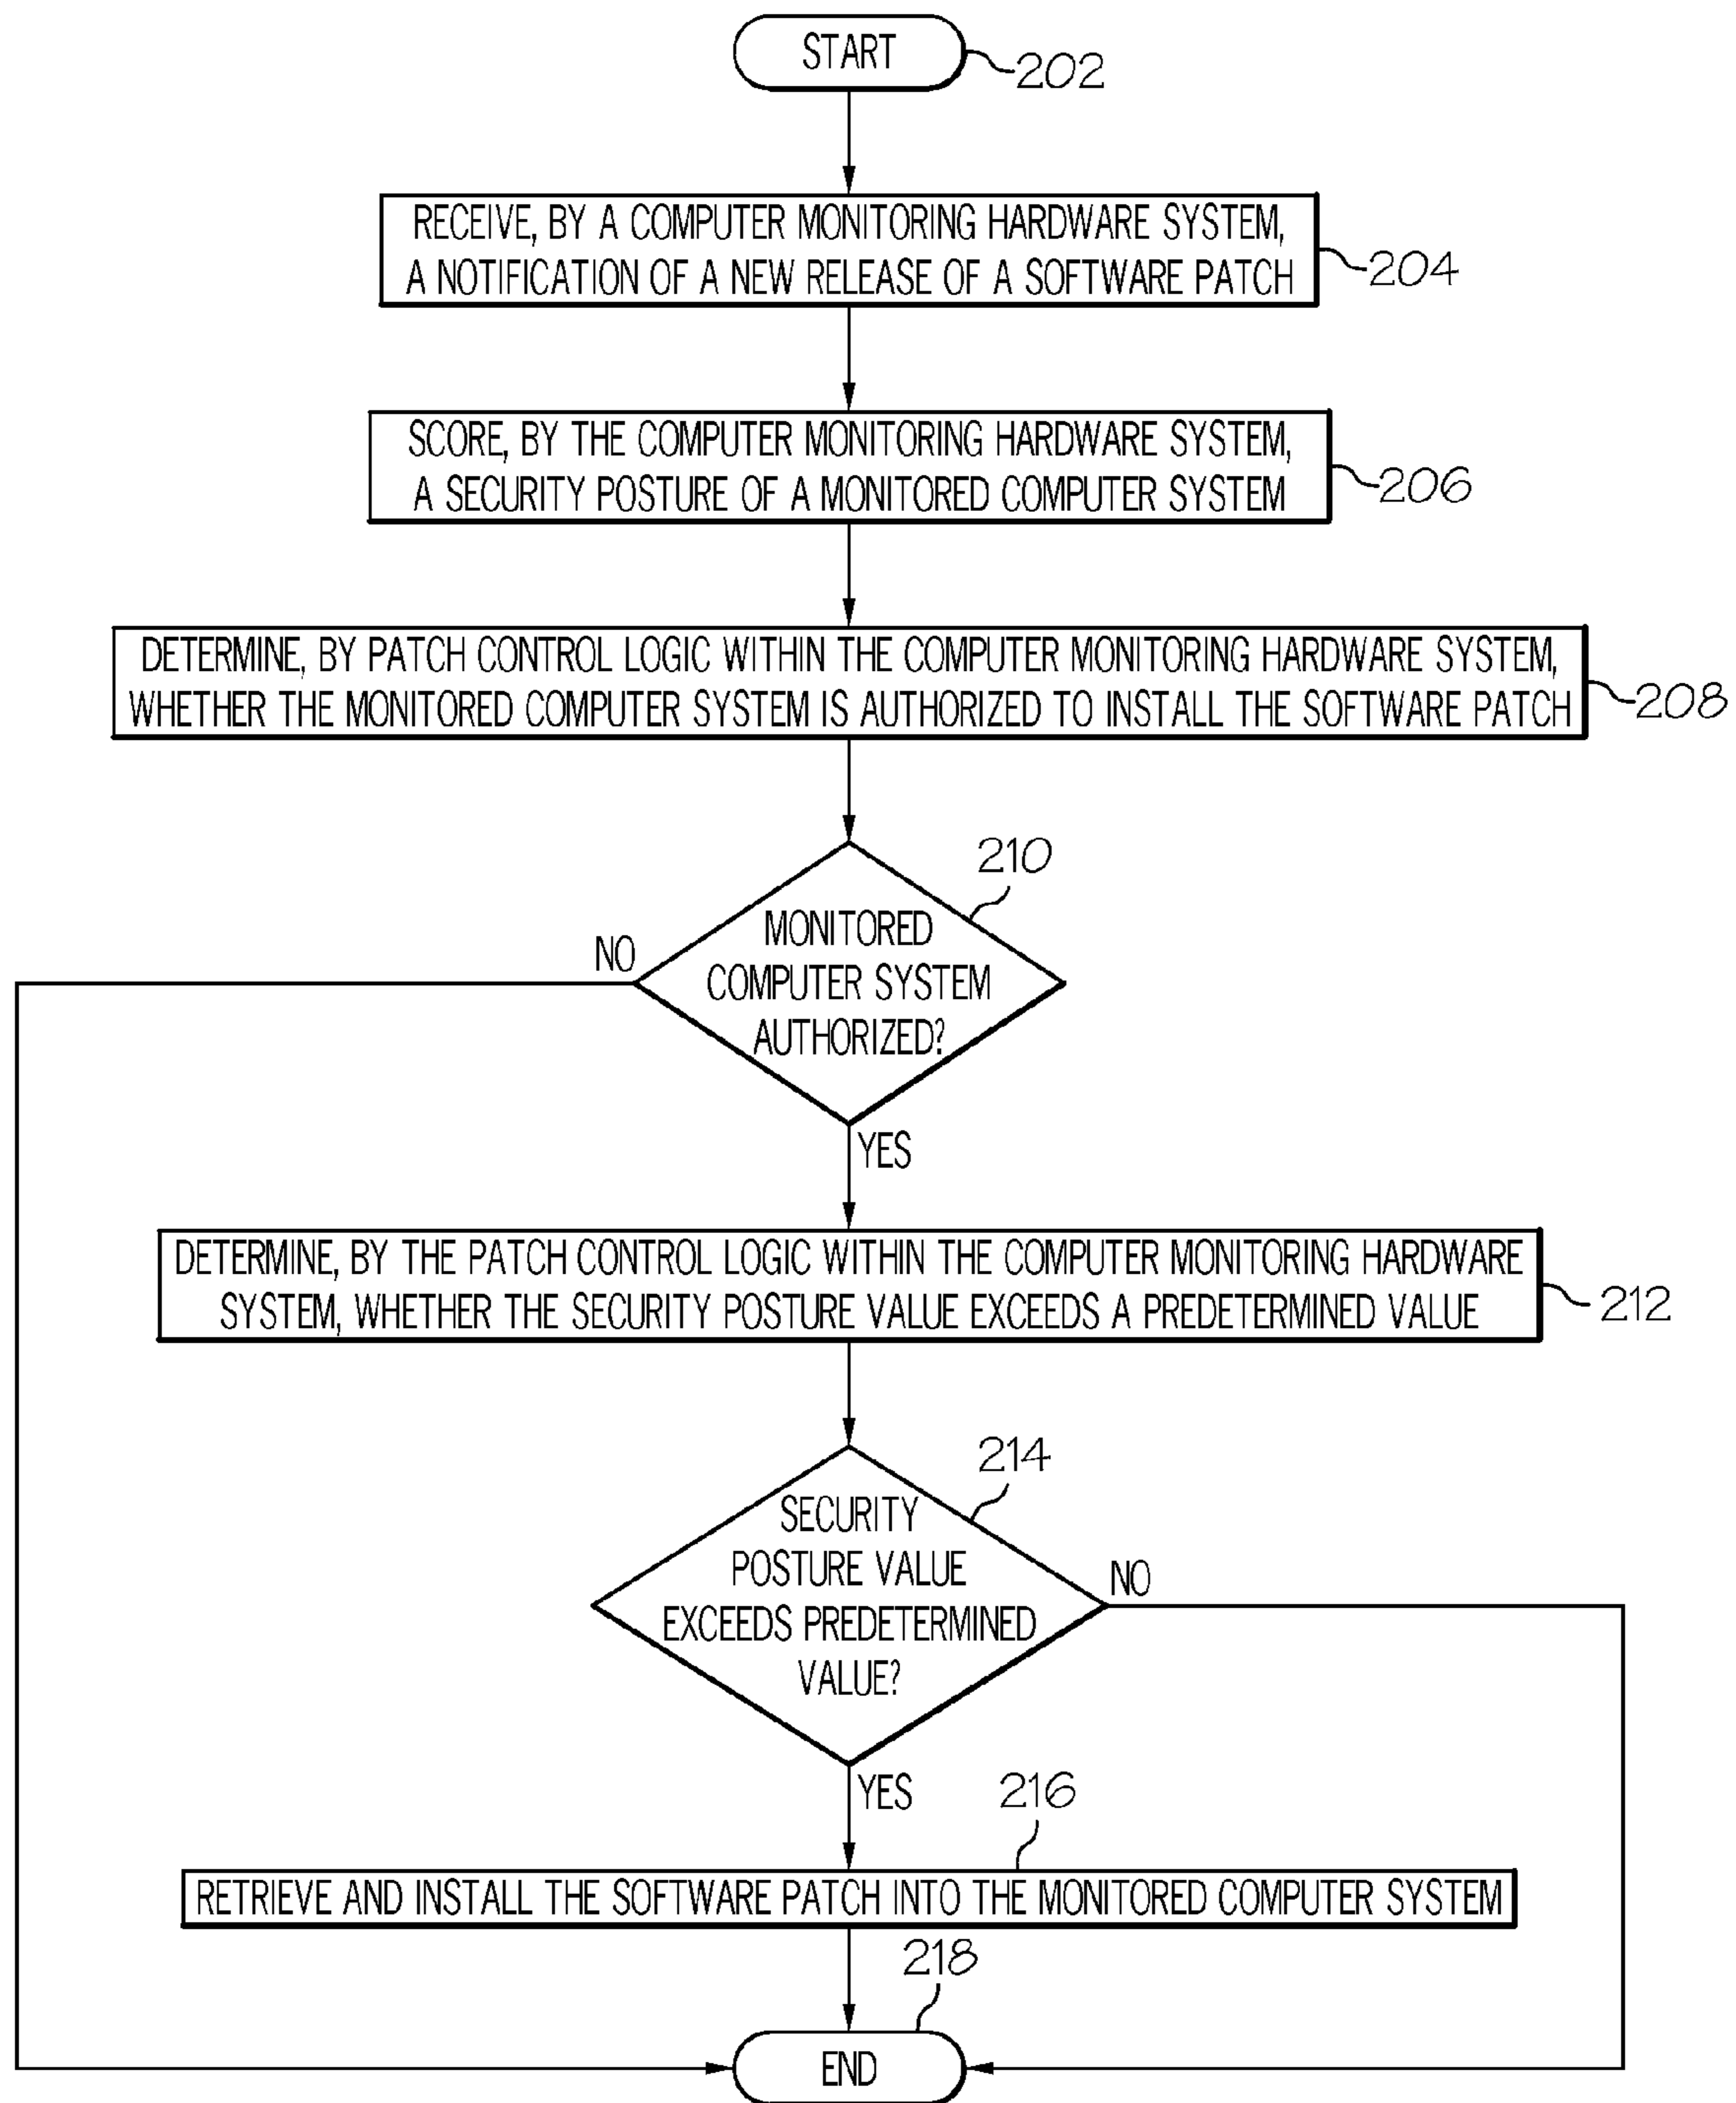 START
202
RECEIVE, BY A COMPUTER MONITORING HARDWARE SYSTEM,
A NOTIFICATION OF A NEW RELEASE OF A SOFTWARE PATCH
204
SCORE, BY THE COMPUTER MONITORING HARDWARE SYSTEM,
A SECURITY POSTURE OF A MONITORED COMPUTER SYSTEM
206
DETERMINE, BY PATCH CONTROL LOGIC WITHIN THE COMPUTER MONITORING HARDWARE SYSTEM,
WHETHER THE MONITORED COMPUTER SYSTEM IS AUTHORIZED TO INSTALL THE SOFTWARE PATCH
208
210
MONITORED
COMPUTER SYSTEM
AUTHORIZED?
NO
YES
DETERMINE, BY THE PATCH CONTROL LOGIC WITHIN THE COMPUTER MONITORING HARDWARE
SYSTEM, WHETHER THE SECURITY POSTURE VALUE EXCEEDS A PREDETERMINED VALUE
212
214
SECURITY
POSTURE VALUE
EXCEEDS PREDETERMINED
VALUE?
NO
YES
216
RETRIEVE AND INSTALL THE SOFTWARE PATCH INTO THE MONITORED COMPUTER SYSTEM
218
END